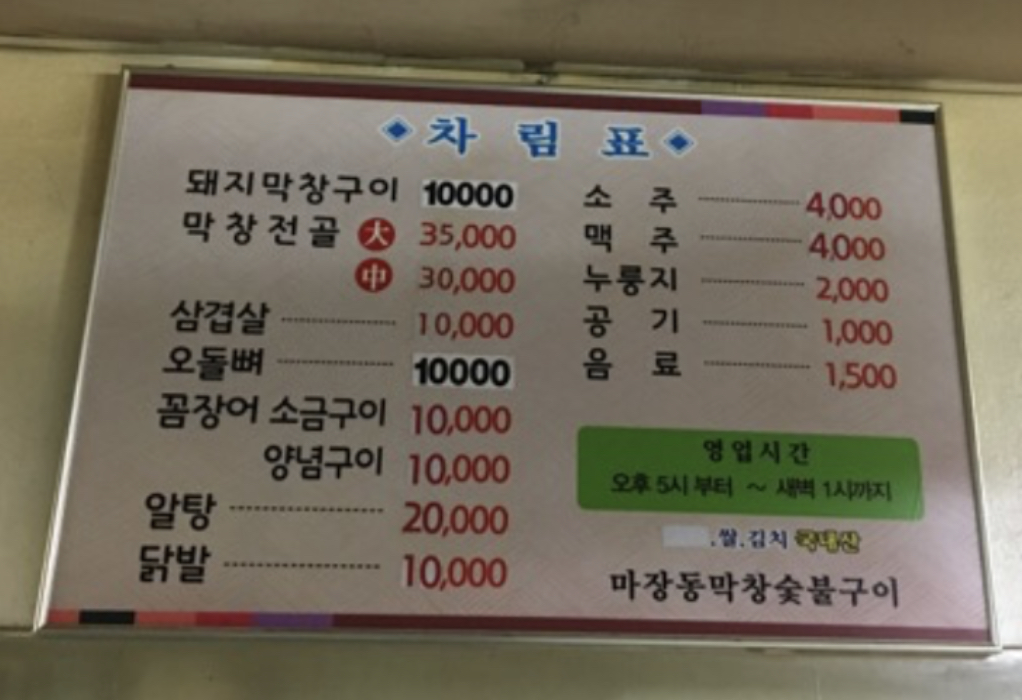 차림표
돼지막창구이 10000
막창전골 大 35,000
中 30,000
삼겹살 10,000
오돌뼈 10000
꼼장어 소금구이 10,000
양념구이 10,000
알탕 20,000
닭발 10,000
소주 4,000
맥주 4,000
누룽지 2,000
공기 1,000
음료 1,500
영업시간
오후 5시 부터 ~ 새벽 1시까지
.쌀.김치 국내산
마장동막창숯불구이